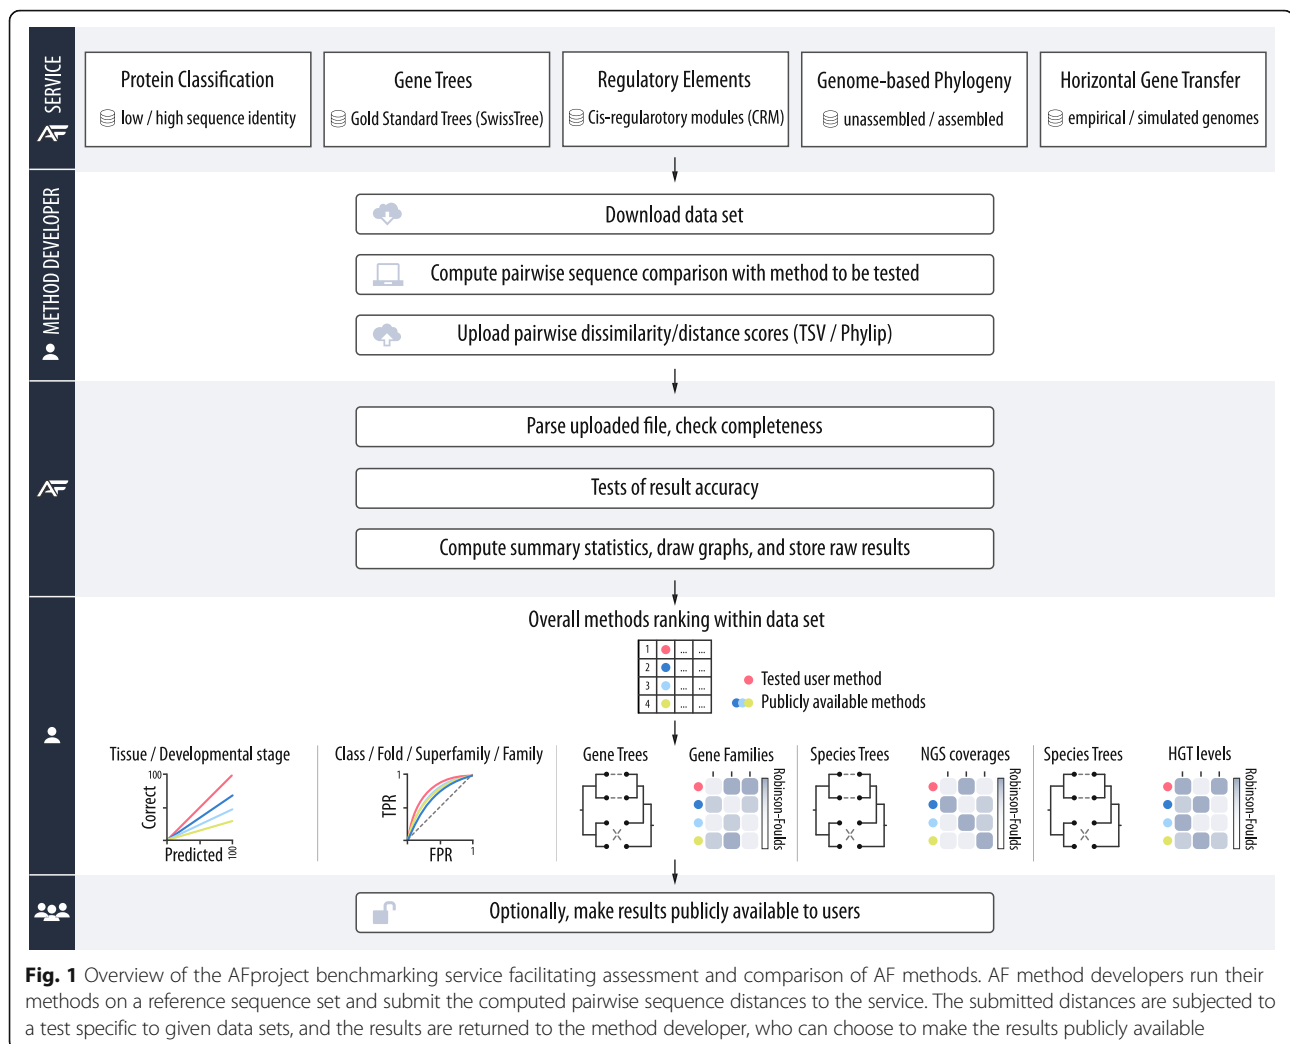 SERVICE
AF
Protein Classification
low / high sequence identity
Gene Trees
Gold Standard Trees (SwissTree)
Regulatory Elements
Cis-regularotory modules (CRM)
Genome-based Phylogeny
unassembled / assembled
Horizontal Gene Transfer
empirical / simulated genomes
METHOD DEVELOPER
Download data set
Compute pairwise sequence comparison with method to be tested
Upload pairwise dissimilarity/distance scores (TSV / Phylip)
AF
Parse uploaded file, check completeness
Tests of result accuracy
Compute summary statistics, draw graphs, and store raw results
Overall methods ranking within data set
1 ... ...
2 ... ...
3 ... ...
4 ... ...
Tested user method
Publicly available methods
Tissue / Developmental stage
100
Correct
Predicted
100
Class / Fold / Superfamily / Family
1
TPR
FPR
1
Gene Trees
Gene Families
Robinson-Foulds
Species Trees
NGS coverages
Robinson-Foulds
Species Trees
HGT levels
Robinson-Foulds
Optionally, make results publicly available to users
Fig. 1 Overview of the AFproject benchmarking service facilitating assessment and comparison of AF methods. AF method developers run their
methods on a reference sequence set and submit the computed pairwise sequence distances to the service. The submitted distances are subjected to
a test specific to given data sets, and the results are returned to the method developer, who can choose to make the results publicly available